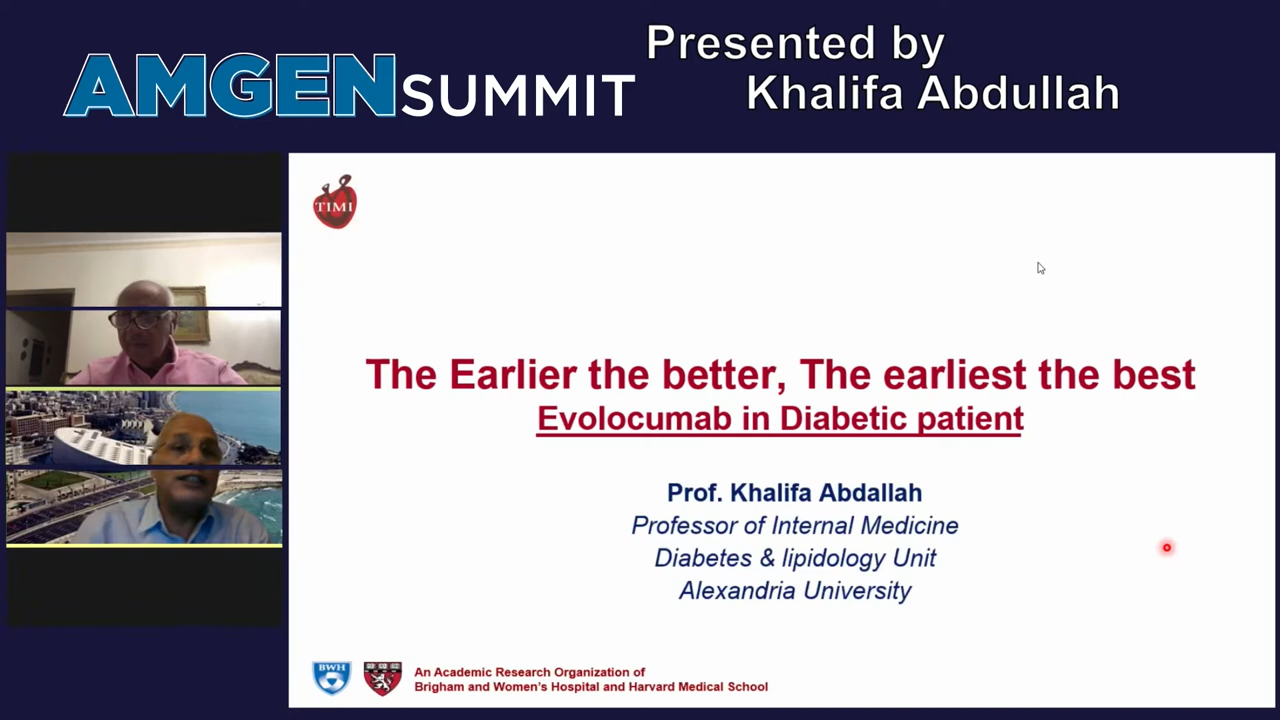 AMGEN SUMMIT
Presented by
Khalifa Abdullah
TIMI
The Earlier the better, The earliest the best
Evolocumab in Diabetic patient
Prof. Khalifa Abdallah
Professor of Internal Medicine
Diabetes & lipidology Unit
Alexandria University
BWH
An Academic Research Organization of
Brigham and Women's Hospital and Harvard Medical School